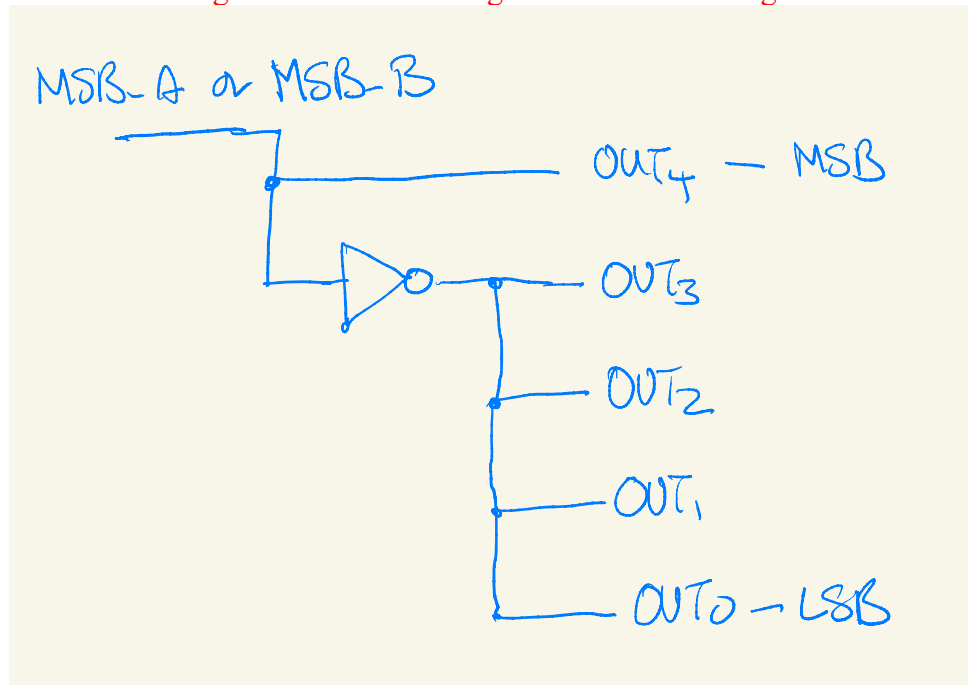 MSB-A or MSB-B
OUT4 - MSB
OUT3
OUT2
OUT1
OUT0 - LSB